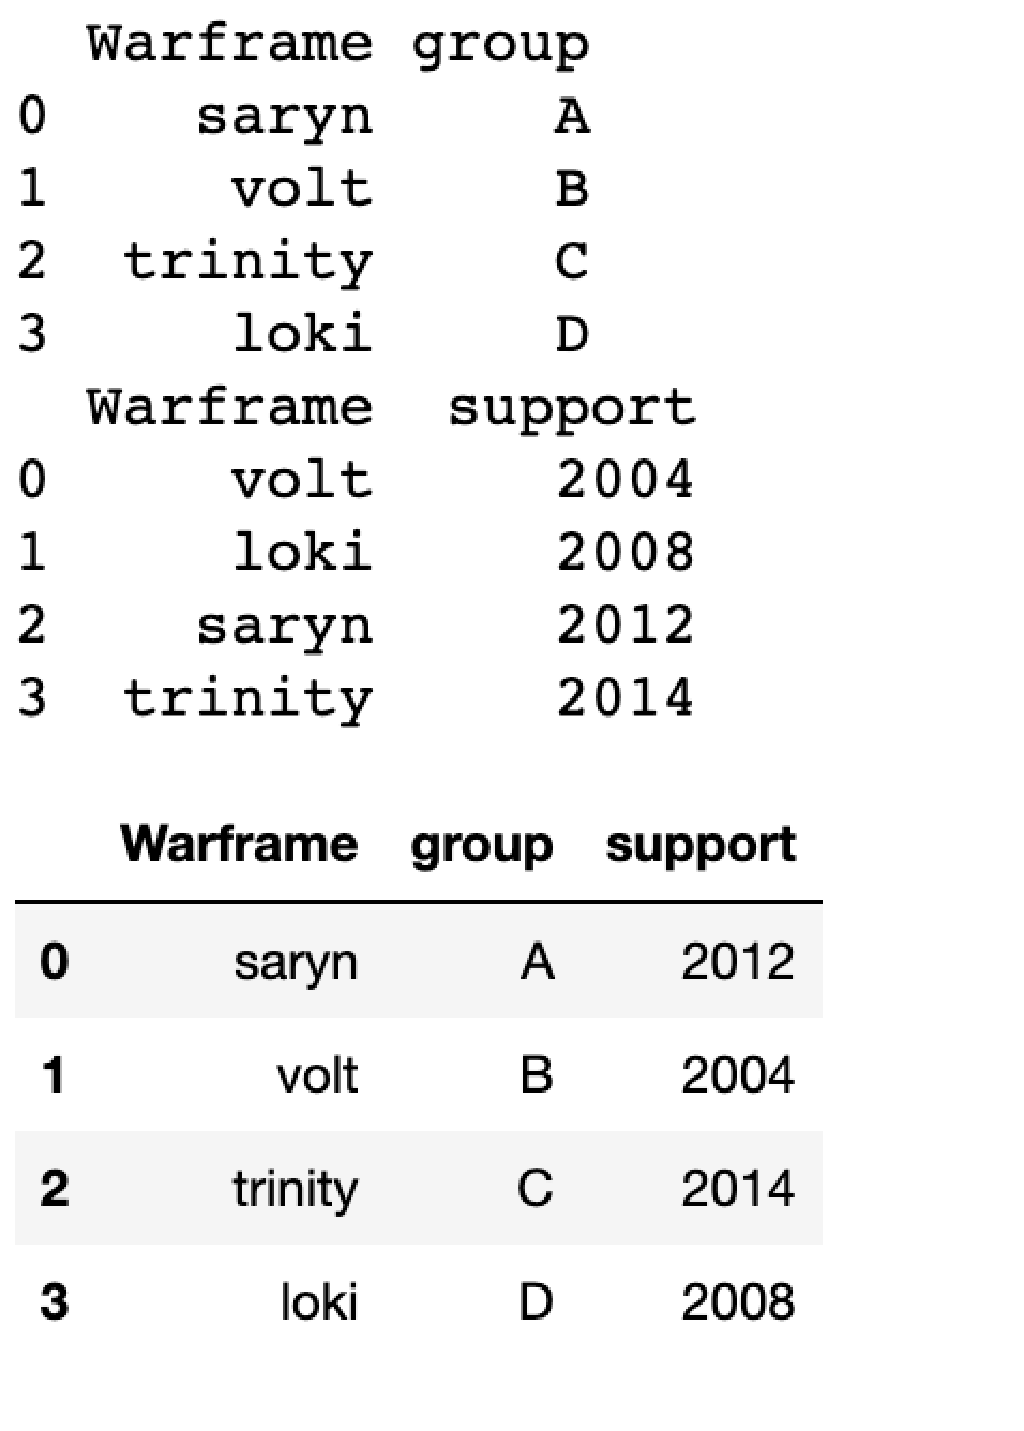 Warframe group
0 saryn A
1 volt B
2 trinity C
3 loki D
Warframe support
0 volt 2004
1 loki 2008
2 saryn 2012
3 trinity 2014
Warframe group support
0 saryn A 2012
1 volt B 2004
2 trinity C 2014
3 loki D 2008